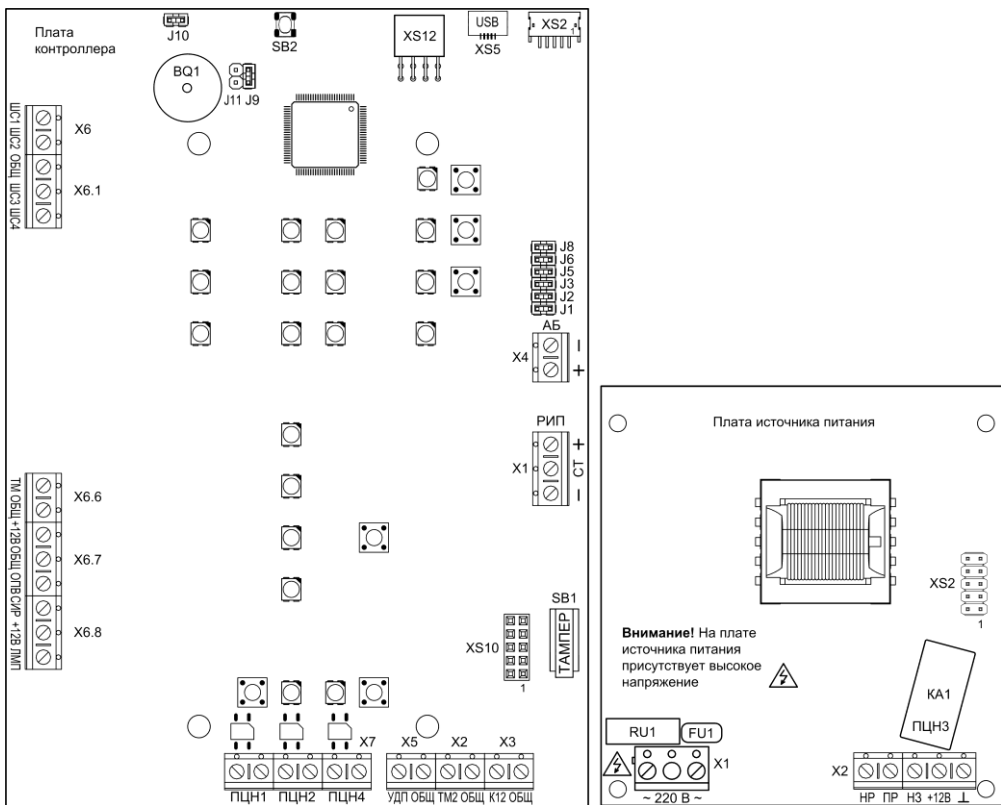 Плата
контроллера
J10
SB2
XS12
USB
XS5
XS2
1
BQ1
J11 J9
ШС1 ШС2 ОБЩ ШС3 ШС4
X6
X6.1
J8
J6
J5
J3
J2
J1
АБ
X4
–
+
РИП
X1
+
СТ
–
ТМ ОБЩ +12В ОБЩ ОПВ СИР +12В ЛМП
X6.6
X6.7
X6.8
SB1
ТАМПЕР
XS10
1
X7
X5
X2
X3
ПЦН1 ПЦН2 ПЦН4
УДП ОБЩ ТМ2 ОБЩ К12 ОБЩ
Плата источника питания
XS2
1
Внимание! На плате
источника питания
присутствует высокое
напряжение
КА1
ПЦН3
RU1
FU1
X1
~ 220 В ~
X2
НР ПР НЗ +12В ⊥